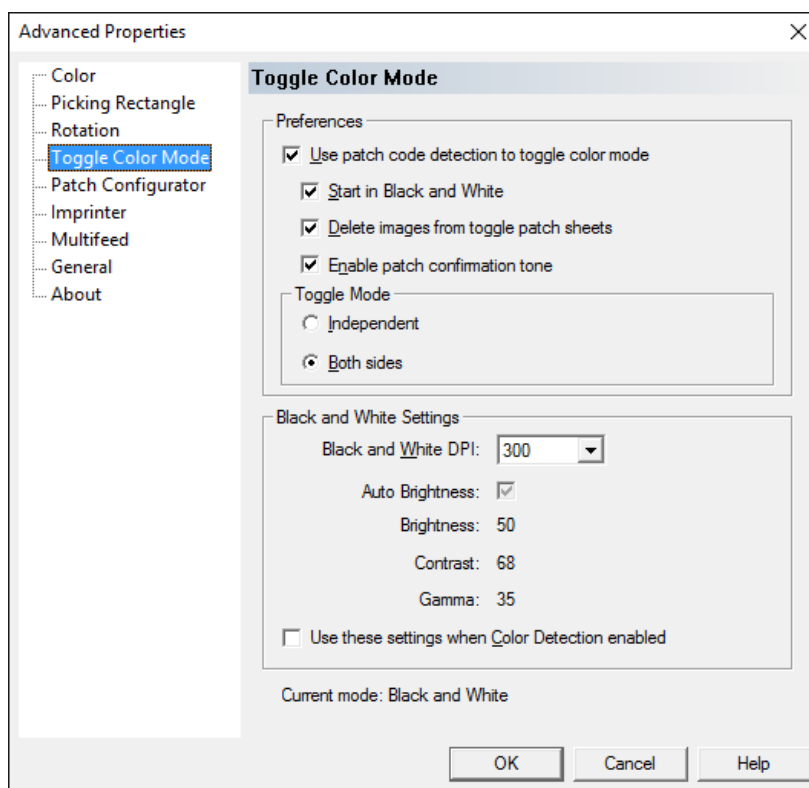 Advanced Properties
Color
Picking Rectangle
Rotation
Toggle Color Mode
Patch Configurator
Imprinter
Multifeed
General
About
Toggle Color Mode
Preferences
Use patch code detection to toggle color mode
Start in Black and White
Delete images from toggle patch sheets
Enable patch confirmation tone
Toggle Mode
Independent
Both sides
Black and White Settings
Black and White DPI: 300
Auto Brightness:
Brightness: 50
Contrast: 68
Gamma: 35
Use these settings when Color Detection enabled
Current mode: Black and White
OK Cancel Help